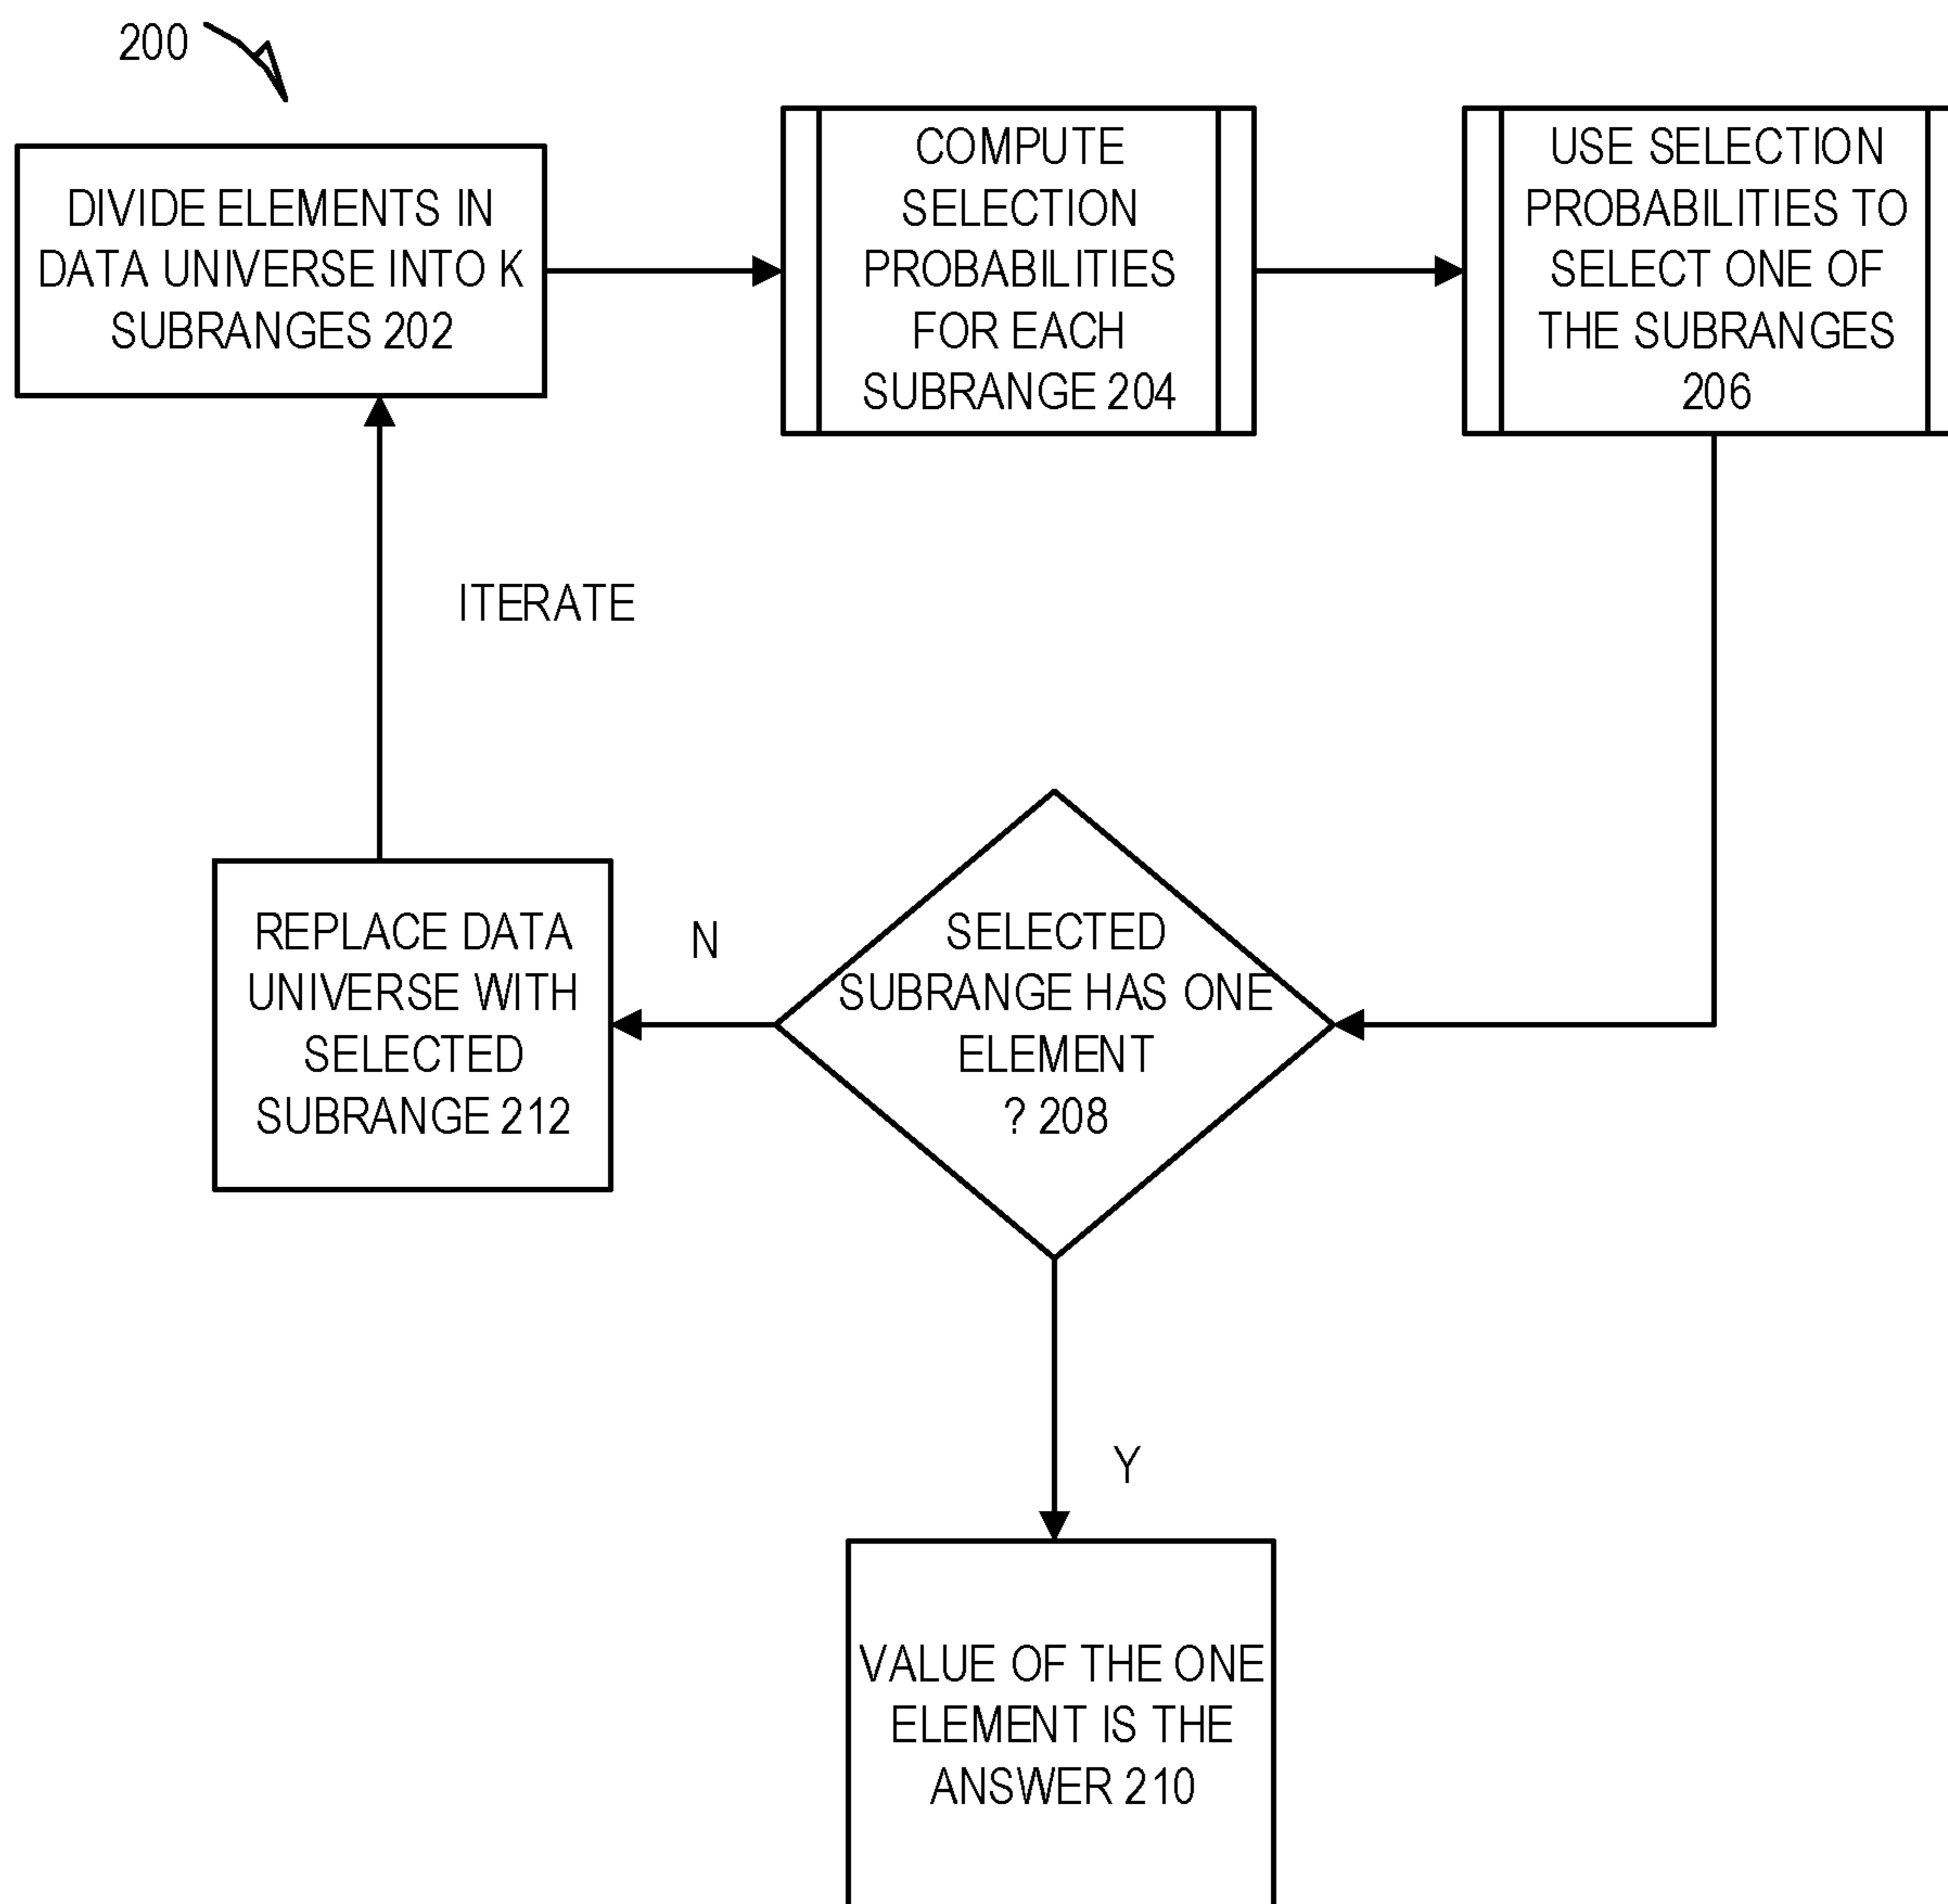 200
DIVIDE ELEMENTS IN
DATA UNIVERSE INTO K
SUBRANGES 202
COMPUTE
SELECTION
PROBABILITIES
FOR EACH
SUBRANGE 204
USE SELECTION
PROBABILITIES TO
SELECT ONE OF
THE SUBRANGES
206
ITERATE
REPLACE DATA
UNIVERSE WITH
SELECTED
SUBRANGE 212
N
SELECTED
SUBRANGE HAS ONE
ELEMENT
? 208
Y
VALUE OF THE ONE
ELEMENT IS THE
ANSWER 210